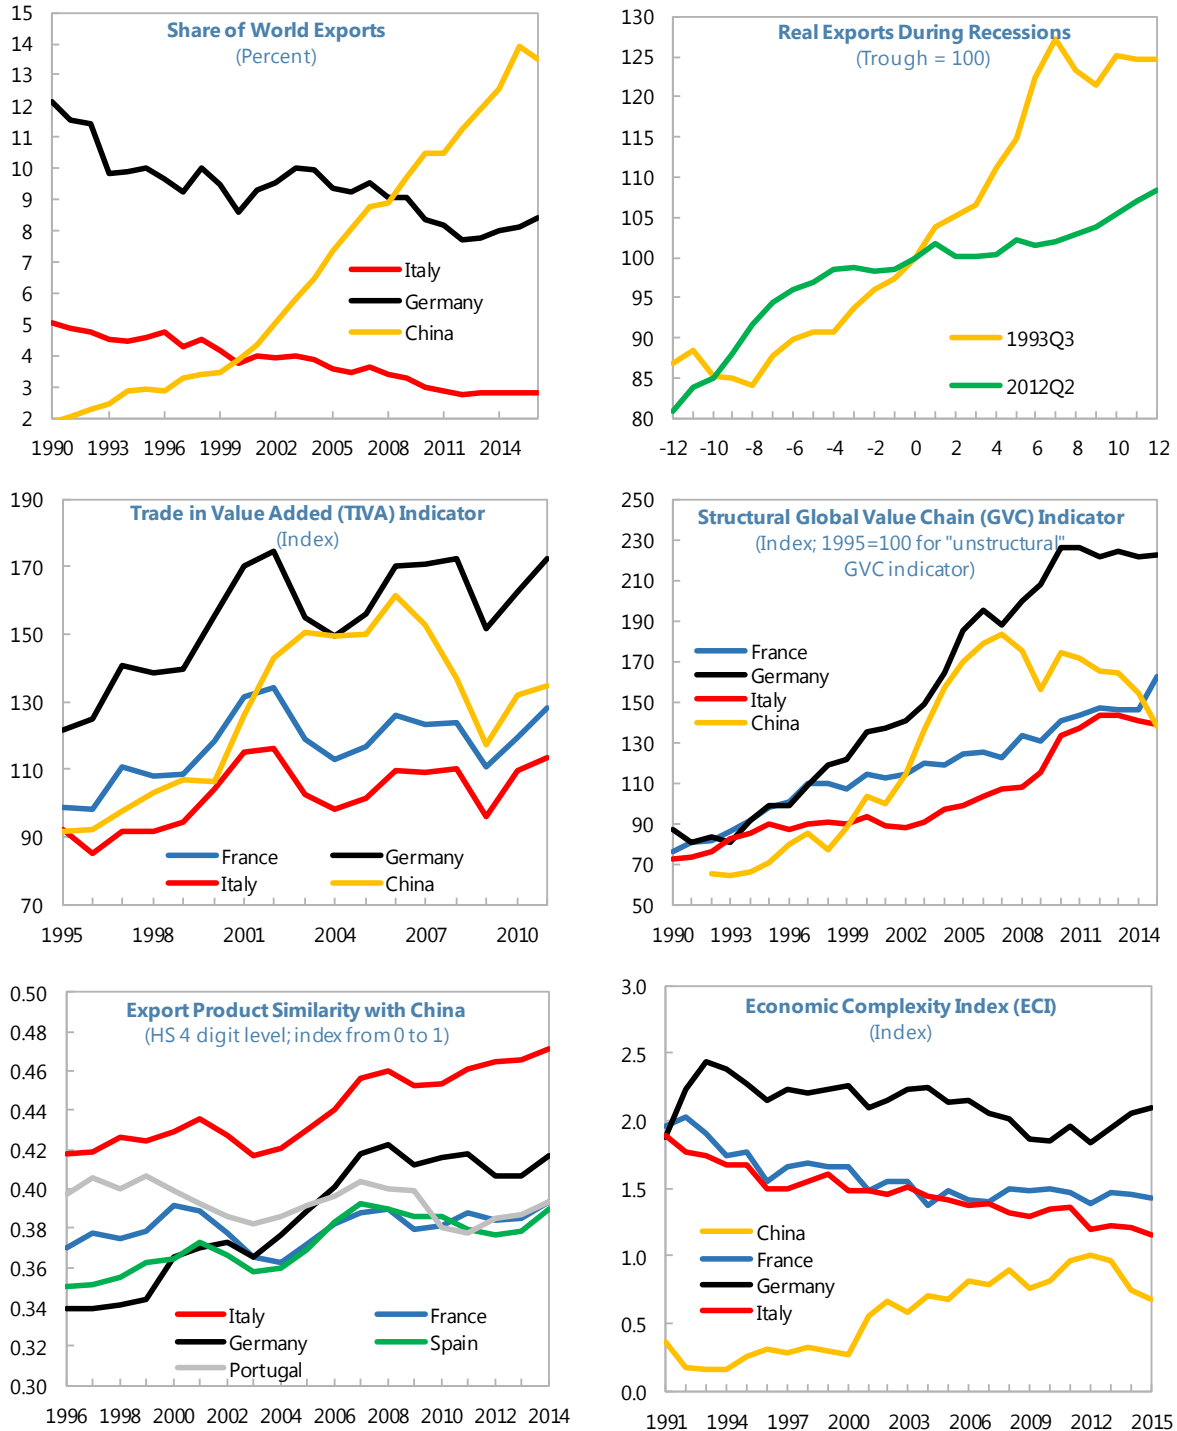 Share of World Exports
(Percent)
15
14
13
12
11
10
9
8
7
6
5
4
3
2
Italy
Germany
China
1990 1993 1996 1999 2002 2005 2008 2011 2014
Real Exports During Recessions
(Trough = 100)
130
125
120
115
110
105
100
95
90
85
80
1993Q3
2012Q2
-12 -10 -8 -6 -4 -2 0 2 4 6 8 10 12
Trade in Value Added (TIVA) Indicator
(Index)
190
170
150
130
110
90
70
France Germany
Italy China
1995 1998 2001 2004 2007 2010
Structural Global Value Chain (GVC) Indicator
(Index; 1995=100 for "unstructural"
GVC indicator)
250
230
210
190
170
150
130
110
90
70
50
France
Germany
Italy
China
1990 1993 1996 1999 2002 2005 2008 2011 2014
Export Product Similarity with China
(HS 4 digit level; index from 0 to 1)
0.50
0.48
0.46
0.44
0.42
0.40
0.38
0.36
0.34
0.32
0.30
Italy France
Germany Spain
Portugal
1996 1998 2000 2002 2004 2006 2008 2010 2012 2014
Economic Complexity Index (ECI)
(Index)
3.0
2.5
2.0
1.5
1.0
0.5
0.0
China
France
Germany
Italy
1991 1994 1997 2000 2003 2006 2009 2012 2015